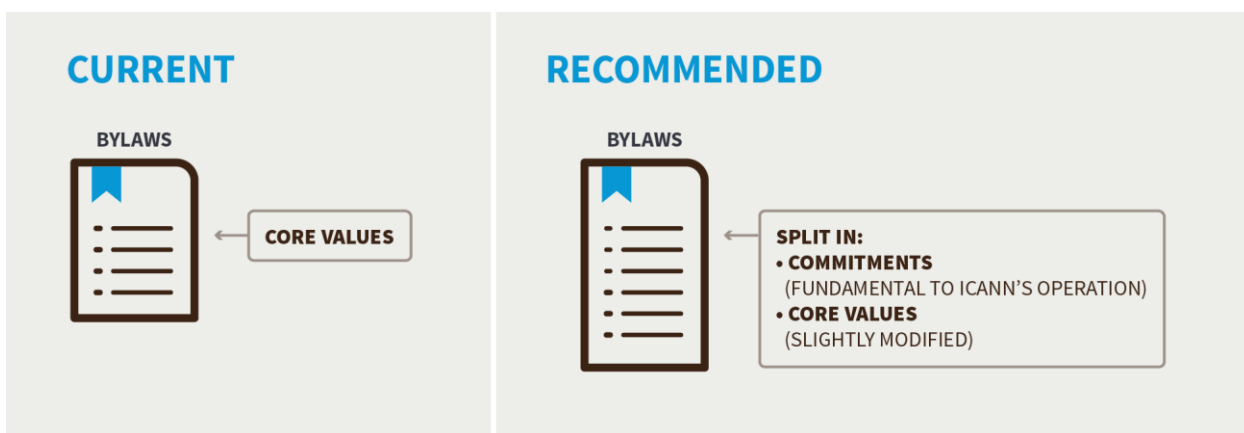 CURRENT
BYLAWS
CORE VALUES
RECOMMENDED
BYLAWS
SPLIT IN:
• COMMITMENTS
(FUNDAMENTAL TO ICANN’S OPERATION)
• CORE VALUES
(SLIGHTLY MODIFIED)